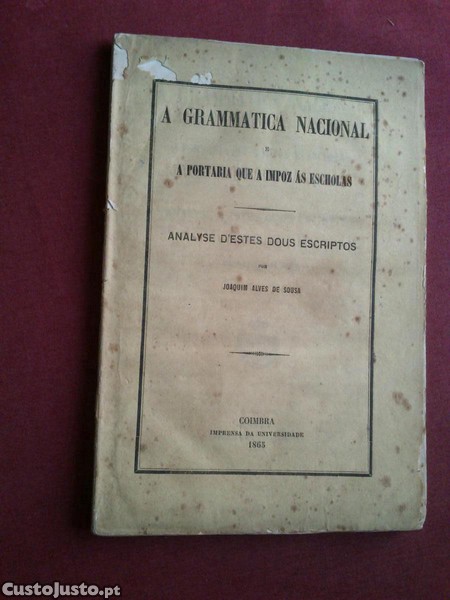 A GRAMMATICA NACIONAL
E
A PORTARIA QUE A IMPOZ ÁS ESCHOLAS
ANALYSE D'ESTES DOUS ESCRIPTOS
POR
JOAQUIM ALVES DE SOUSA
COIMBRA
IMPRENSA DA UNIVERSIDADE
1865
CustoJusto.pt